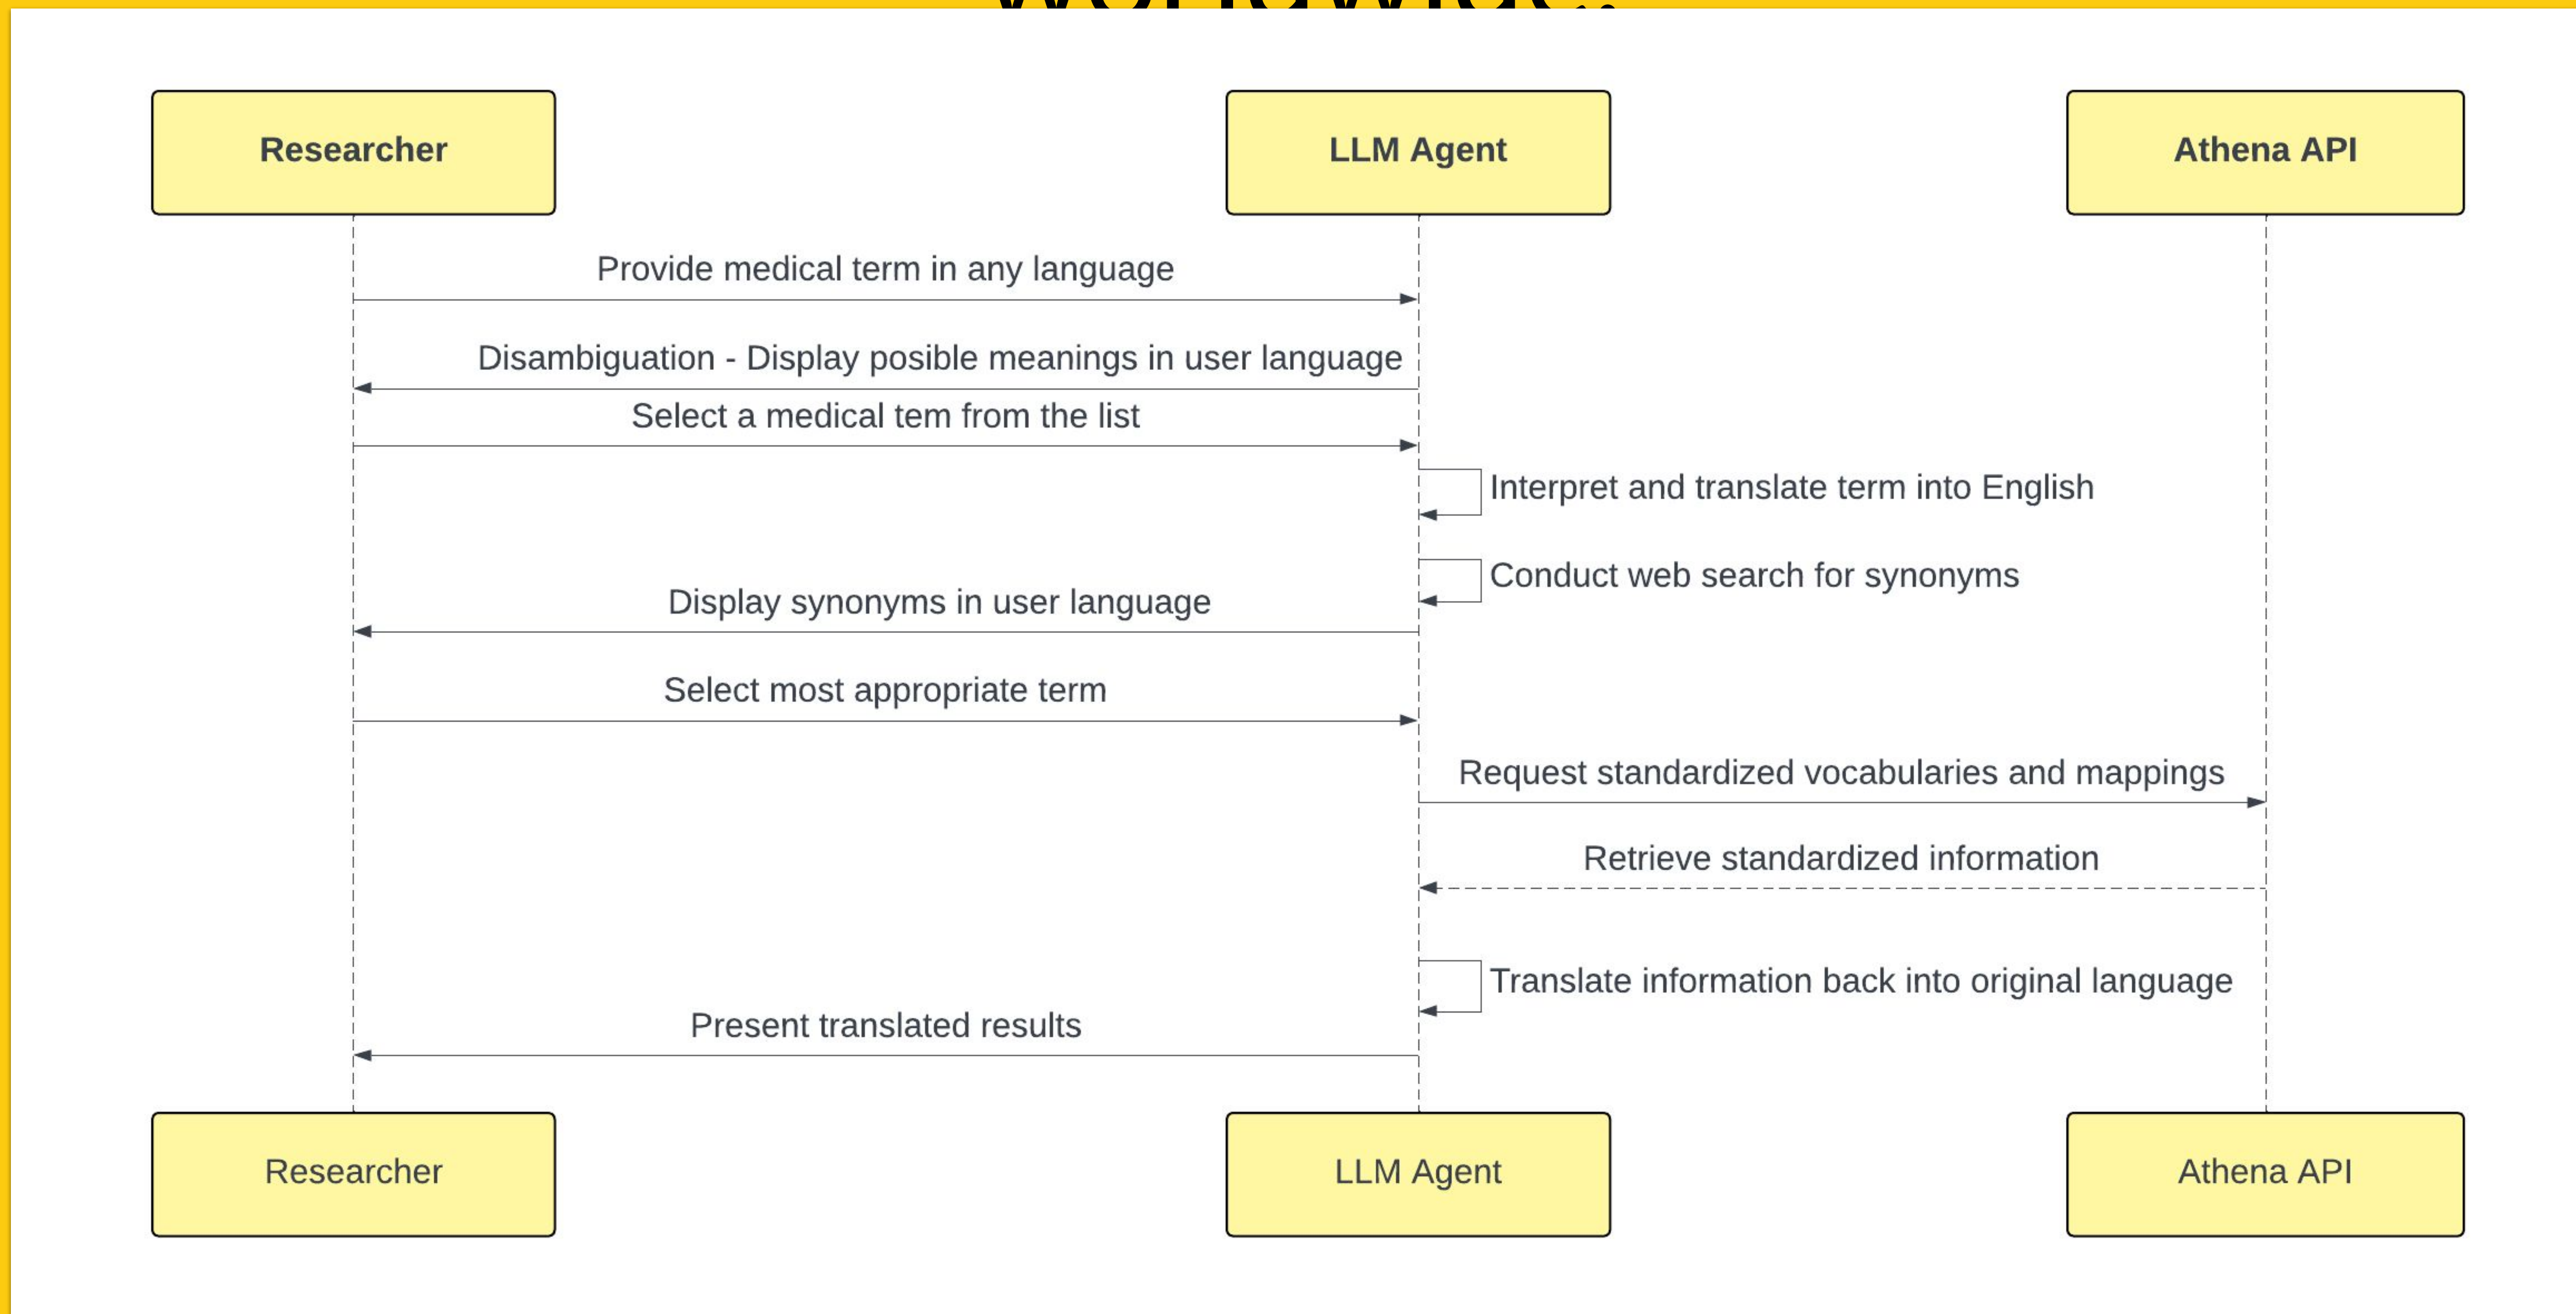 Researcher
LLM Agent
Athena API
Provide medical term in any language
Disambiguation - Display posible meanings in user language
Select a medical tem from the list
Interpret and translate term into English
Conduct web search for synonyms
Display synonyms in user language
Select most appropriate term
Request standardized vocabularies and mappings
Retrieve standardized information
Translate information back into original language
Present translated results
Researcher
LLM Agent
Athena API